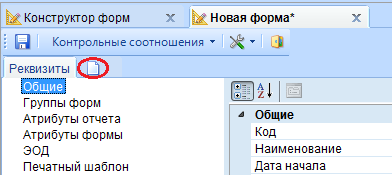 Конструктор форм
Новая форма*
Контрольные соотношения
Реквизиты
Общие
Группы форм
Атрибуты отчета
Атрибуты формы
ЭОД
Печатный шаблон
A
Z
Общие
Код
Наименование
Дата начала